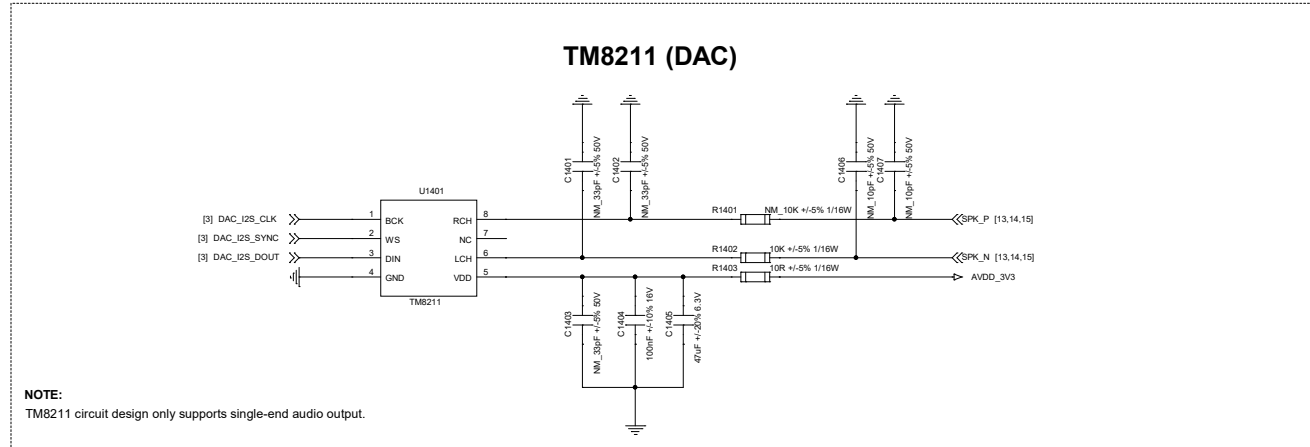 TM8211 (DAC)
C1401
NM_33pF +/-5% 50V
C1402
NM_33pF +/-5% 50V
C1406
NM_10pF +/-5% 50V
C1407
NM_10pF +/-5% 50V
U1401
R1401 NM_10K +/-5% 1/16W
[3] DAC_I2S_CLK 1 BCK RCH 8 SPK_P [13,14,15]
[3] DAC_I2S_SYNC 2 WS NC 7
R1402 10K +/-5% 1/16W
[3] DAC_I2S_DOUT 3 DIN LCH 6 SPK_N [13,14,15]
R1403 10R +/-5% 1/16W
4 GND VDD 5 AVDD_3V3
TM8211
C1403
NM_33pF +/-5% 50V
C1404
100nF +/-10% 16V
C1405
47uF +/-20% 6.3V
NOTE:
TM8211 circuit design only supports single-end audio output.